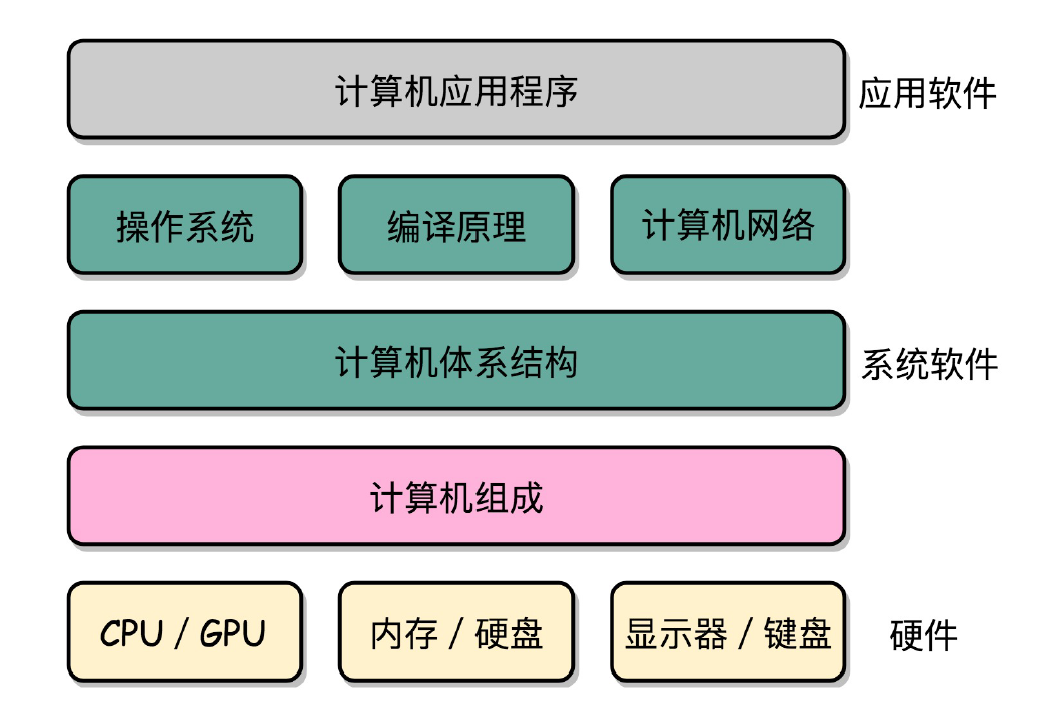 计算机应用程序
应用软件
操作系统
编译原理
计算机网络
计算机体系结构
系统软件
计算机组成
CPU / GPU
内存 / 硬盘
显示器 / 键盘
硬件